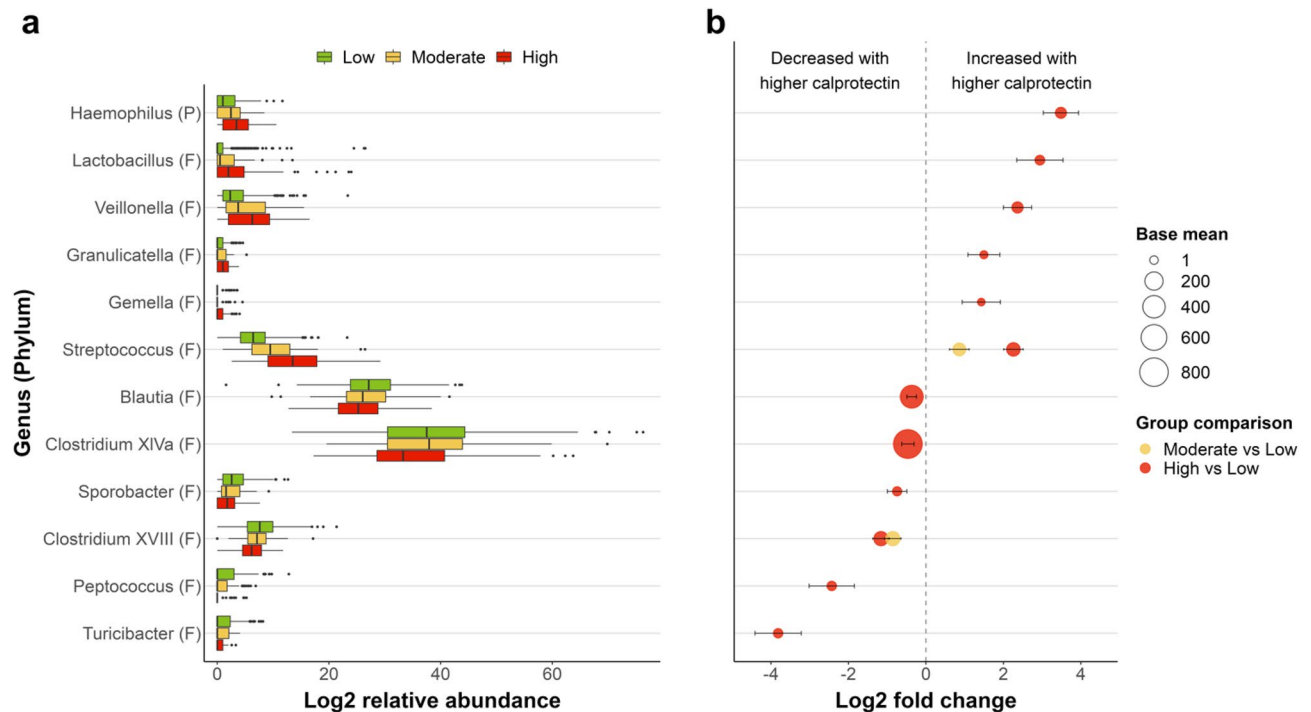 a
Low Moderate High
Genus (Phylum)
Haemophilus (P)
Lactobacillus (F)
Veillonella (F)
Granulicatella (F)
Gemella (F)
Streptococcus (F)
Blautia (F)
Clostridium XIVa (F)
Sporobacter (F)
Clostridium XVIII (F)
Peptococcus (F)
Turicibacter (F)
0 20 40 60
Log2 relative abundance
b
Decreased with
higher calprotectin
Increased with
higher calprotectin
-4 -2 0 2 4
Log2 fold change
Base mean
1
200
400
600
800
Group comparison
Moderate vs Low
High vs Low